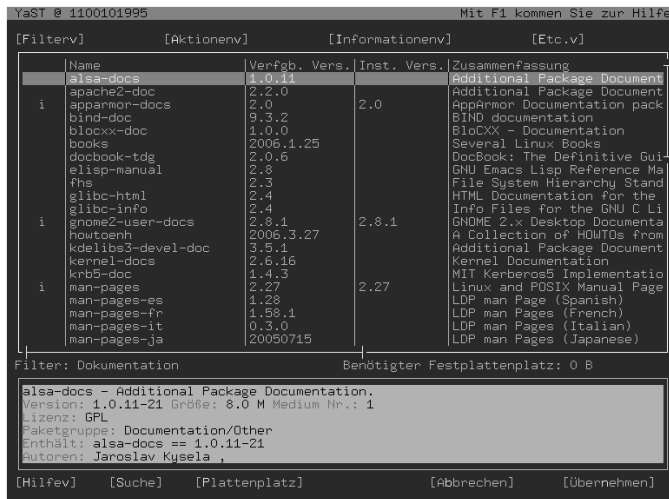 YaST @ 1100101995 Mit F1 kommen Sie zur Hilfe
[Filterv] [Aktionenv] [Informationenv] [Etc.v]
Name Verfgb. Vers. Inst. Vers. Zusammenfassung
alsa-docs 1.0.11 Additional Package Document
apache2-doc 2.2.0 Additional Package Document
i apparmor-docs 2.0 2.0 AppArmor Documentation pack
bind-doc 9.3.2 BIND documentation
blocxx-doc 1.0.0 BloCXX - Documentation
books 2006.1.25 Several Linux Books
docbook-tdg 2.0.6 DocBook: The Definitive Gui
elisp-manual 2.8 GNU Emacs Lisp Reference Ma
fhs 2.3 File System Hierarchy Stand
glibc-html 2.4 HTML Documentation for the
glibc-info 2.4 Info Files for the GNU C Li
i gnome2-user-docs 2.8.1 2.8.1 GNOME 2.x Desktop Documenta
howtoenh 2006.3.27 A Collection of HOWTOs from
kdelibs3-devel-doc 3.5.1 Additional Package Document
kernel-docs 2.6.16 Kernel Documentation
krb5-doc 1.4.3 MIT Kerberos5 Implementatio
i man-pages 2.27 2.27 Linux and POSIX Manual Page
man-pages-es 1.28 LDP man Page (Spanish)
man-pages-fr 1.58.1 LDP man Pages (French)
man-pages-it 0.3.0 LDP man Pages (Italian)
man-pages-ja 20050715 LDP man Pages (Japanese)
Filter: Dokumentation Benötigter Festplattenplatz: 0 B
alsa-docs - Additional Package Documentation.
Version: 1.0.11-21 Größe: 8.0 M Medium Nr.: 1
Lizenz: GPL
Paketgruppe: Documentation/Other
Enthält: alsa-docs == 1.0.11-21
Autoren: Jaroslav Kysela ,
[Hilfev] [Suche] [Plattenplatz] [Abbrechen] [Übernehmen]